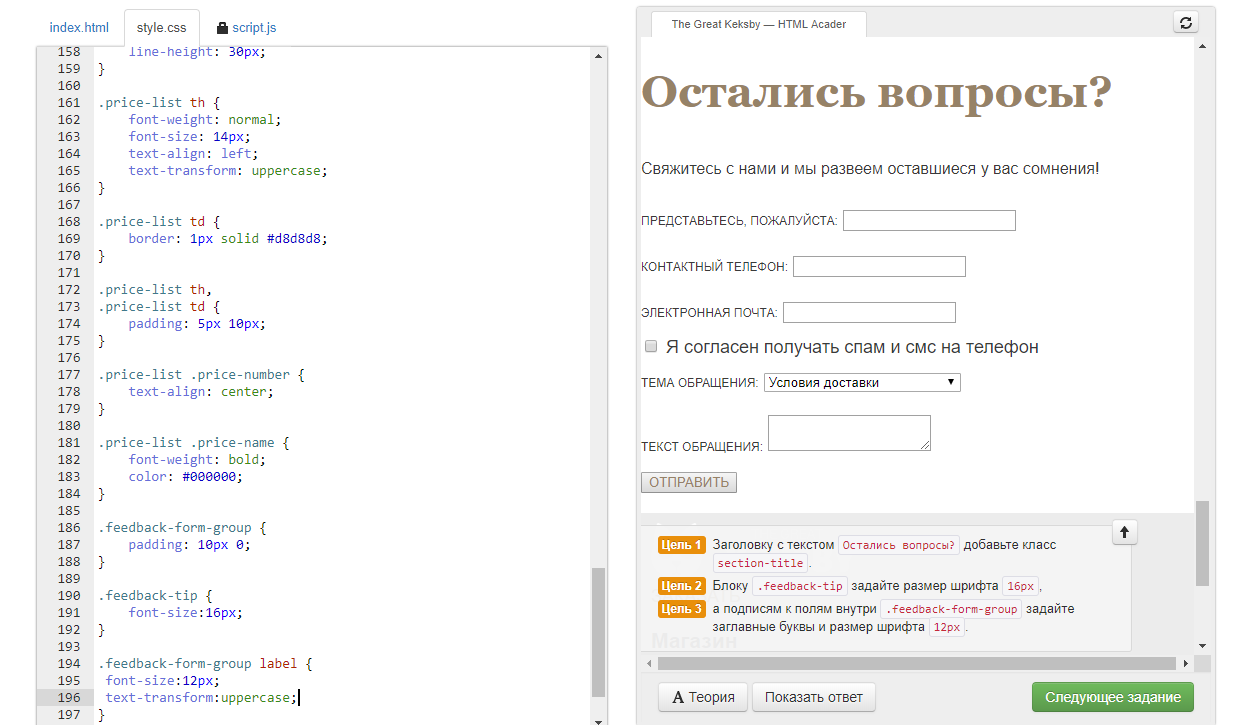 index.html style.css script.js
158 line-height: 30px;
159 }
160
161 .price-list th {
162 font-weight: normal;
163 font-size: 14px;
164 text-align: left;
165 text-transform: uppercase;
166 }
167
168 .price-list td {
169 border: 1px solid #d8d8d8;
170 }
171
172 .price-list th,
173 .price-list td {
174 padding: 5px 10px;
175 }
176
177 .price-list .price-number {
178 text-align: center;
179 }
180
181 .price-list .price-name {
182 font-weight: bold;
183 color: #000000;
184 }
185
186 .feedback-form-group {
187 padding: 10px 0;
188 }
189
190 .feedback-tip {
191 font-size:16px;
192 }
193
194 .feedback-form-group label {
195 font-size:12px;
196 text-transform:uppercase;
197 }
The Great Keksby — HTML Acader
Остались вопросы?
Свяжитесь с нами и мы развеем оставшиеся у вас сомнения!
ПРЕДСТАВЬТЕСЬ, ПОЖАЛУЙСТА:
КОНТАКТНЫЙ ТЕЛЕФОН:
ЭЛЕКТРОННАЯ ПОЧТА:
Я согласен получать спам и смс на телефон
ТЕМА ОБРАЩЕНИЯ: Условия доставки
ТЕКСТ ОБРАЩЕНИЯ:
ОТПРАВИТЬ
Цель 1 Заголовку с текстом Остались вопросы? добавьте класс
section-title.
Цель 2 Блоку .feedback-tip задайте размер шрифта 16px,
Цель 3 а подписям к полям внутри .feedback-form-group задайте
заглавные буквы и размер шрифта 12px.
Магазин
A Теория Показать ответ Следующее задание